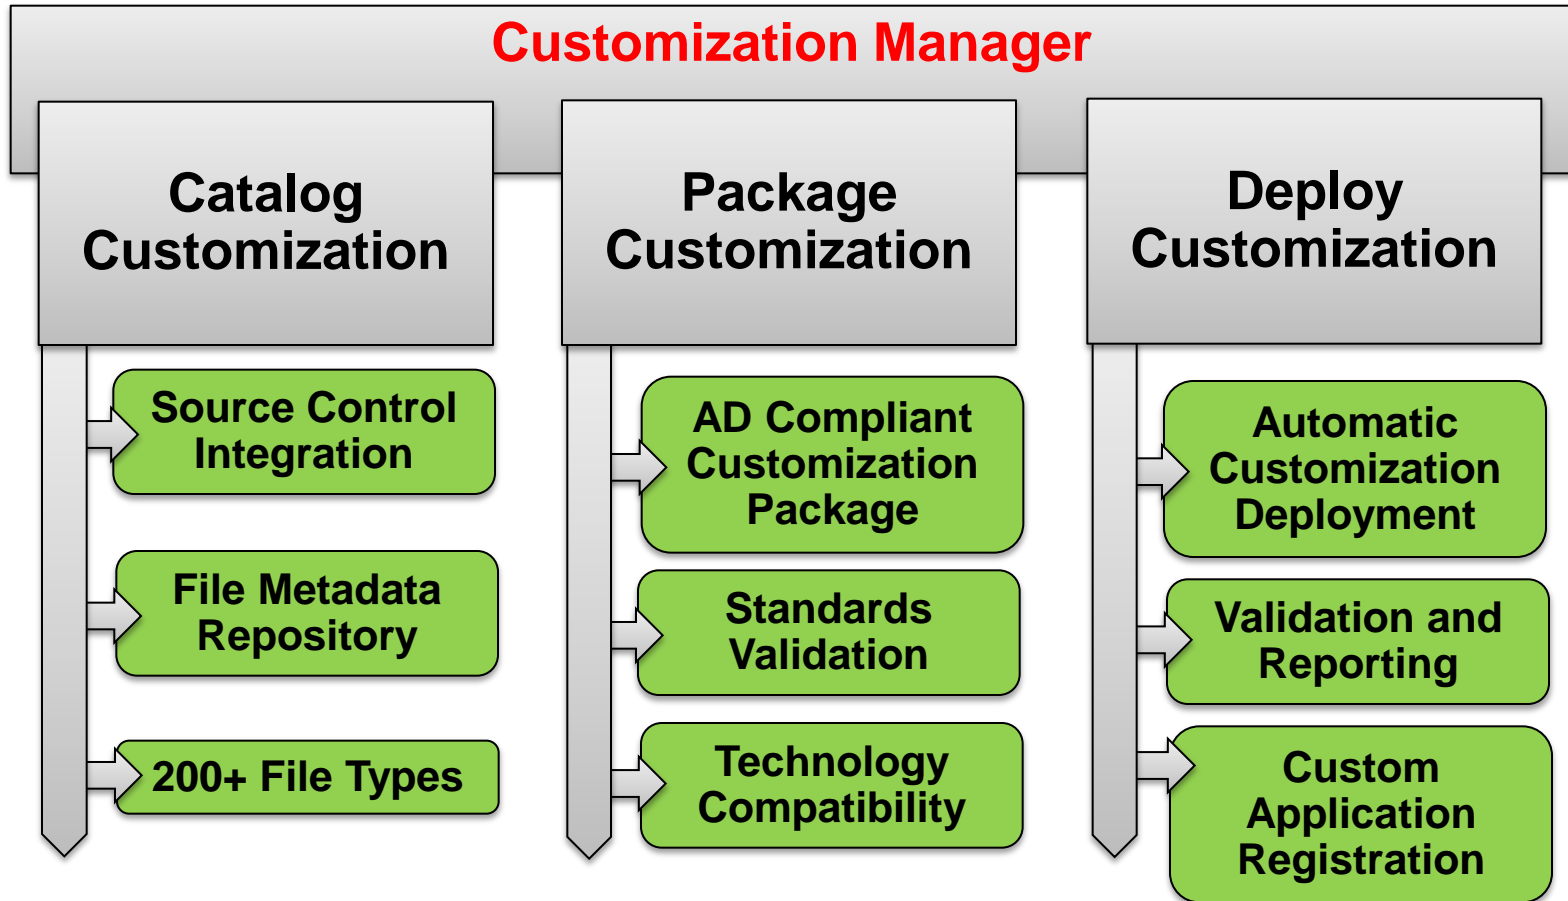 Customization Manager
Catalog
Customization
Source Control
Integration
File Metadata
Repository
200+ File Types
Package
Customization
AD Compliant
Customization
Package
Standards
Validation
Technology
Compatibility
Deploy
Customization
Automatic
Customization
Deployment
Validation and
Reporting
Custom
Application
Registration